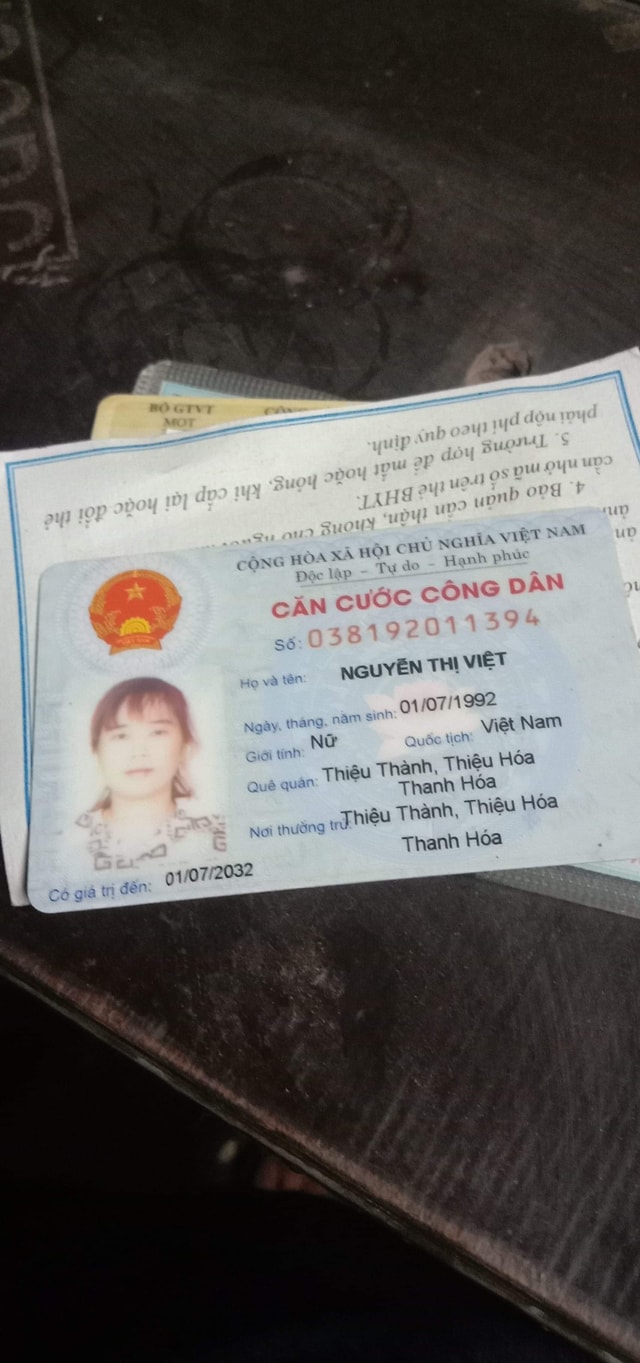 BỘ GTVT
MOT
phải nộp phí theo quy định.
5. Trường hợp để mất hoặc hỏng, khi cấp lại hoặc đổi thẻ
cần nhớ mã số trên thẻ BHYT.
4. Bảo quản cẩn thận, không cho
CỘNG HÒA XÃ HỘI CHỦ NGHĨA VIỆT NAM
Độc lập - Tự do - Hạnh phúc
CĂN CƯỚC CÔNG DÂN
Số: 038192011394
Họ và tên: NGUYỄN THỊ VIỆT
Ngày, tháng, năm sinh: 01/07/1992
Giới tính: Nữ Quốc tịch: Việt Nam
Quê quán: Thiệu Thành, Thiệu Hóa
Thanh Hóa
Nơi thường trú: Thiệu Thành, Thiệu Hóa
Thanh Hóa
Có giá trị đến: 01/07/2032